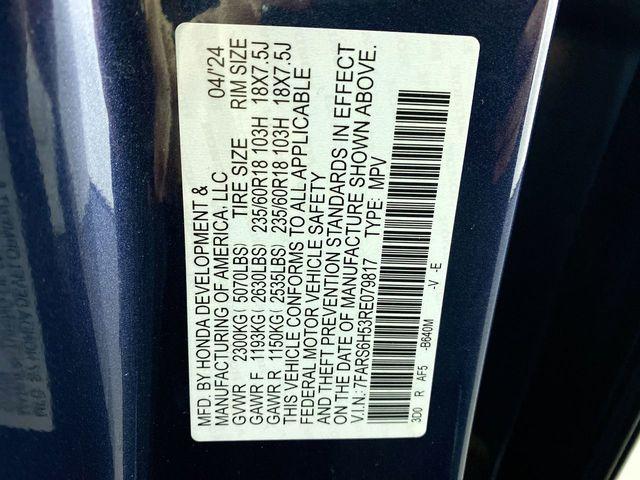 MFD. BY HONDA DEVELOPMENT & 04/'24
MANUFACTURING OF AMERICA, LLC
GVWR 2300KG( 5070LBS) TIRE SIZE RIM SIZE
GAWR F 1193KG( 2630LBS) 235/60R18 103H 18X7.5J
GAWR R 1150KG( 2535LBS) 235/60R18 103H 18X7.5J
THIS VEHICLE CONFORMS TO ALL APPLICABLE
FEDERAL MOTOR VEHICLE SAFETY
AND THEFT PREVENTION STANDARDS IN EFFECT
ON THE DATE OF MANUFACTURE SHOWN ABOVE.
V.I.N.: 7FARS6H53RE079817 TYPE: MPV
3D0 R AF5 -B640M -V -E